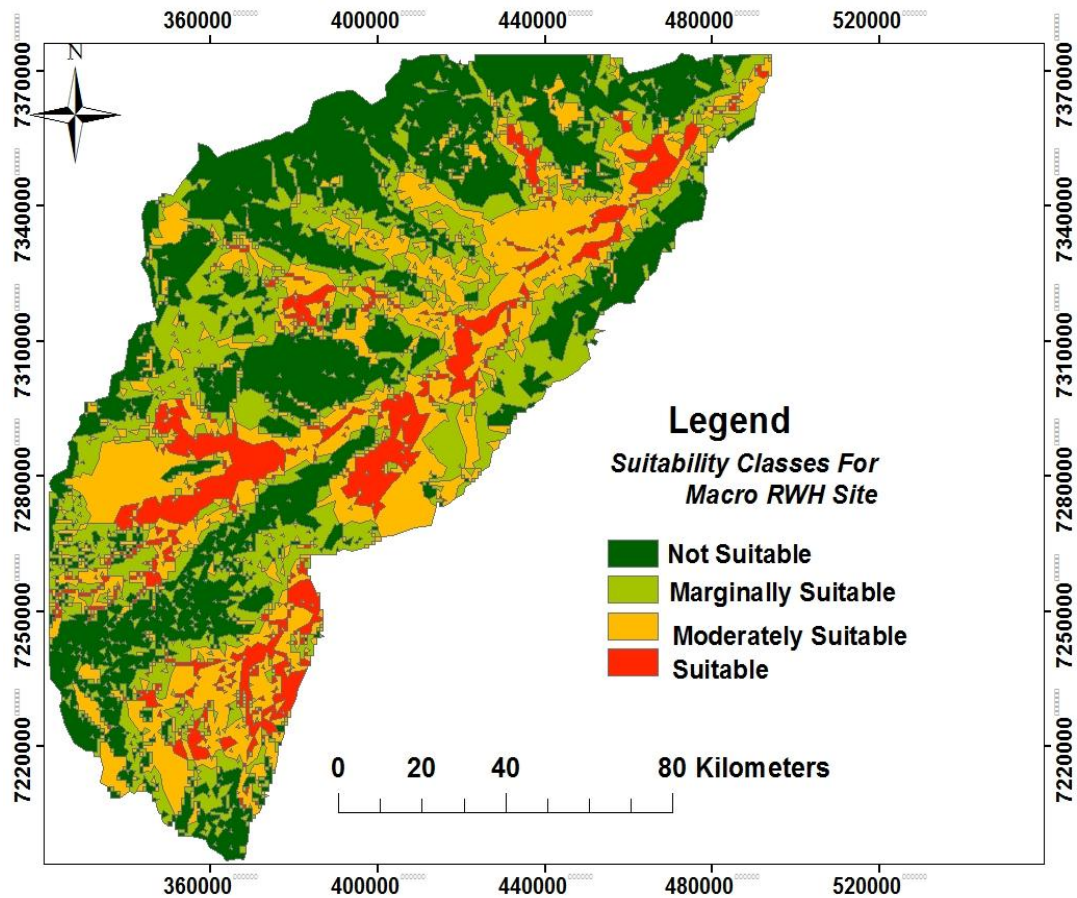 360000 400000 440000 480000 520000
N
7370000
7340000
7310000
7280000
7250000
7220000
7370000
7340000
7310000
7280000
7250000
7220000
Legend
Suitability Classes For
Macro RWH Site
Not Suitable
Marginally Suitable
Moderately Suitable
Suitable
0 20 40 80 Kilometers
360000 400000 440000 480000 520000